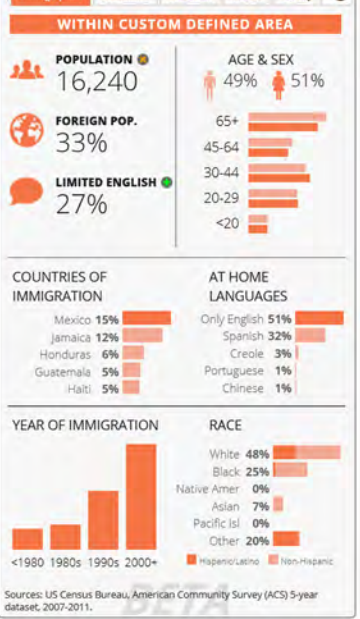 WITHIN CUSTOM DEFINED AREA
POPULATION
16,240
FOREIGN POP.
33%
LIMITED ENGLISH
27%
AGE & SEX
49% 51%
65+
45-64
30-44
20-29
<20
COUNTRIES OF
IMMIGRATION
Mexico 15%
Jamaica 12%
Honduras 6%
Guatemala 5%
Haiti 5%
AT HOME
LANGUAGES
Only English 51%
Spanish 32%
Creole 3%
Portuguese 1%
Chinese 1%
YEAR OF IMMIGRATION
<1980 1980s 1990s 2000+
RACE
White 48%
Black 25%
Native Amer 0%
Asian 7%
Pacific Isl 0%
Other 20%
Hispanic/Latino Non-Hispanic
BETA
Sources: US Census Bureau, American Community Survey (ACS) 5-year
dataset, 2007-2011.